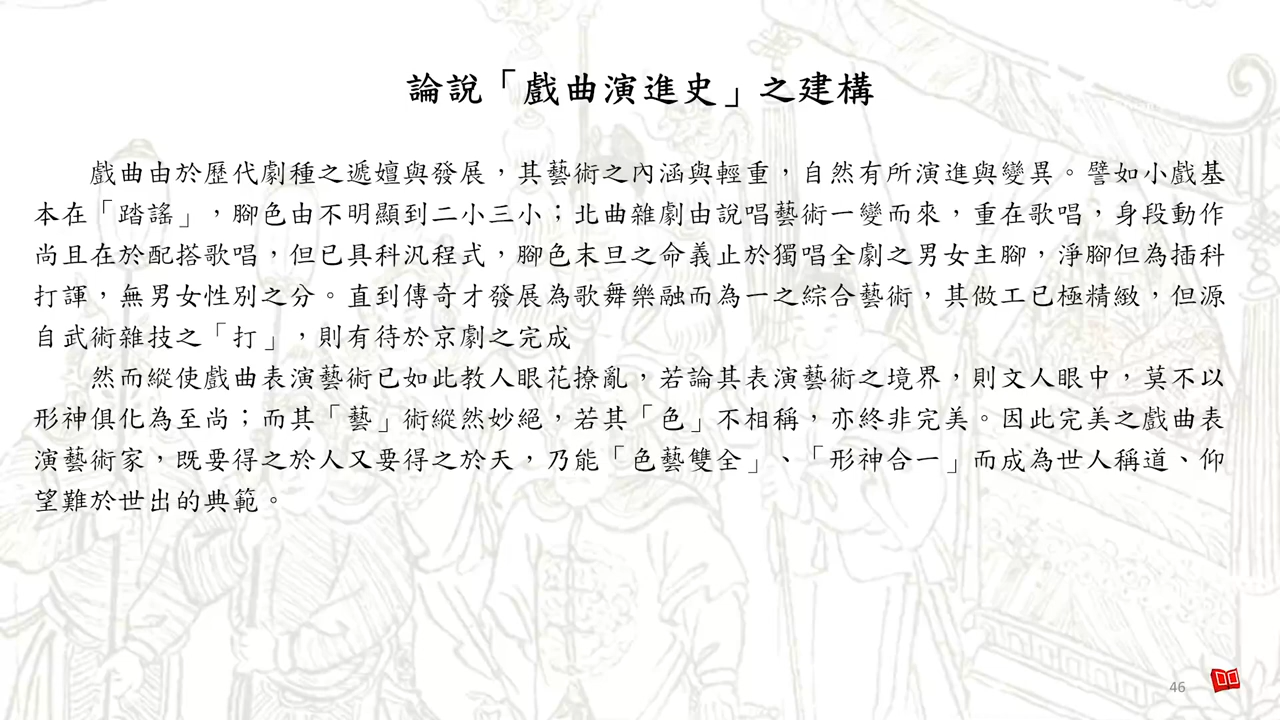 論說「戲曲演進史」之建構
戲曲由於歷代劇種之遞嬗與發展，其藝術之內涵與輕重，自然有所演進與變異。譬如小戲基
本在「踏謠」，腳色由不明顯到二小三小；北曲雜劇由說唱藝術一變而來，重在歌唱，身段動作
尚且在於配搭歌唱，但已具科汎程式，腳色末旦之命義止於獨唱全劇之男女主腳，淨腳但為插科
打諢，無男女性別之分。直到傳奇才發展為歌舞樂融而為一之綜合藝術，其做工已極精緻，但源
自武術雜技之「打」，則有待於京劇之完成
然而縱使戲曲表演藝術已如此教人眼花撩亂，若論其表演藝術之境界，則文人眼中，莫不以
形神俱化為至尚；而其「藝」術縱然妙絕，若其「色」不相稱，亦終非完美。因此完美之戲曲表
演藝術家，既要得之於人又要得之於天，乃能「色藝雙全」、「形神合一」而成為世人稱道、仰
望難於世出的典範。
46